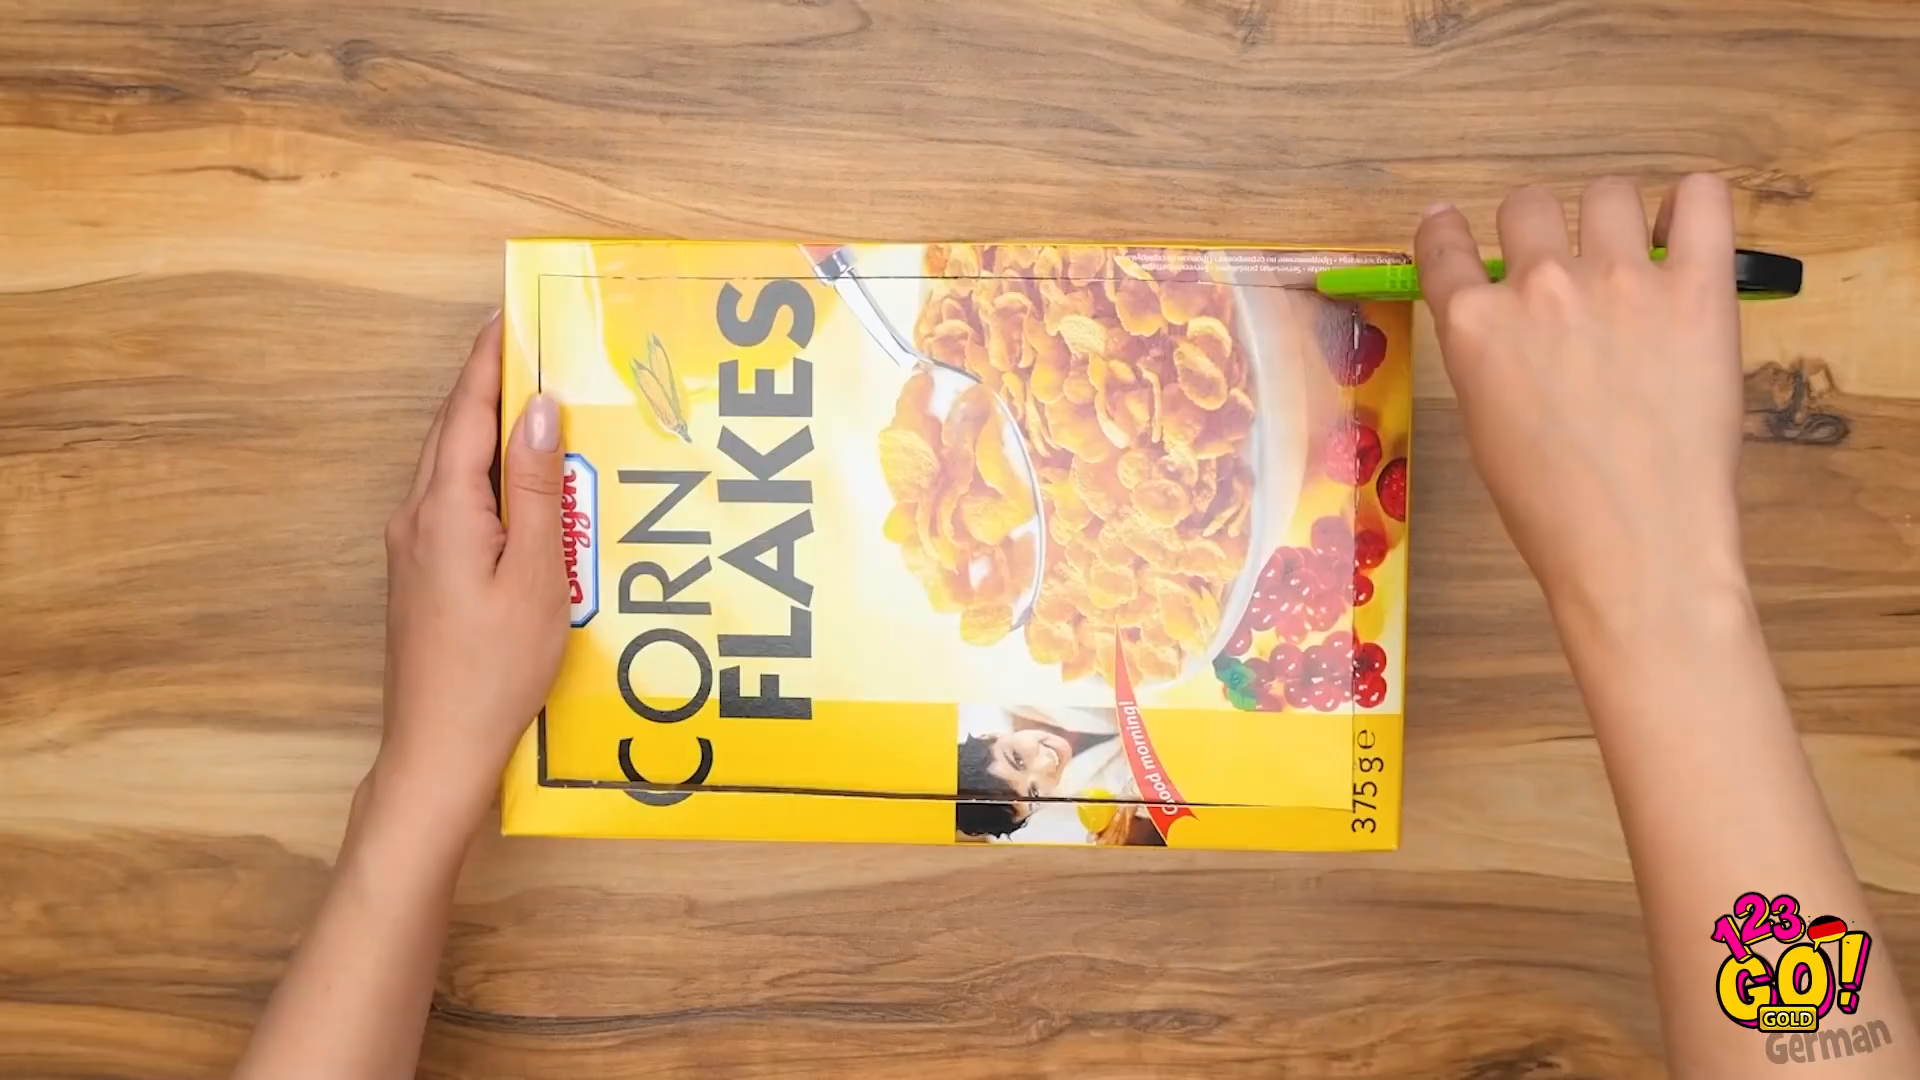 Brüggen
CORN
FLAKES
Good morning!
375 g e
123
GO!
GOLD
German